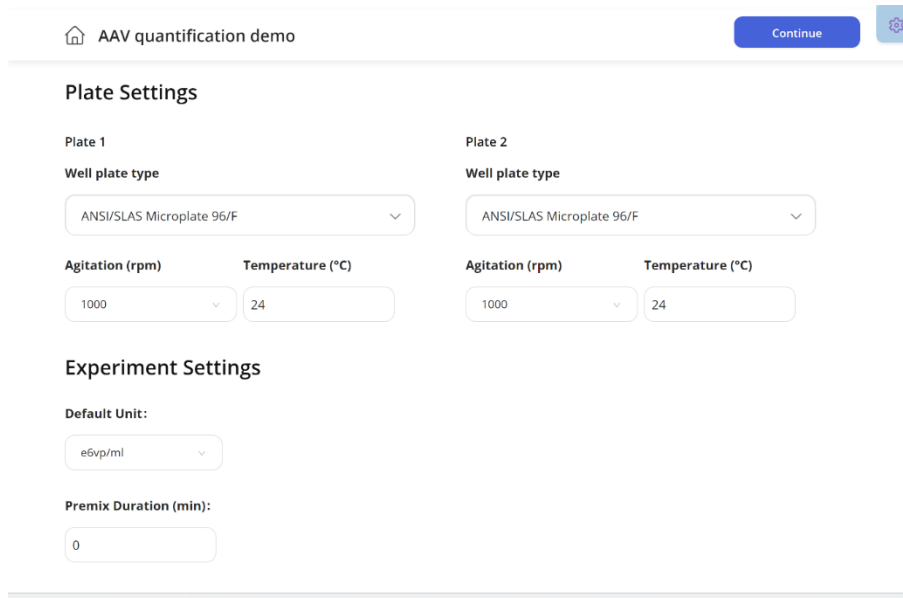 AAV quantification demo
Continue
Plate Settings
Plate 1
Plate 2
Well plate type
Well plate type
ANSI/SLAS Microplate 96/F
ANSI/SLAS Microplate 96/F
Agitation (rpm)
Temperature (°C)
Agitation (rpm)
Temperature (°C)
1000
24
1000
24
Experiment Settings
Default Unit:
e6vp/ml
Premix Duration (min):
0